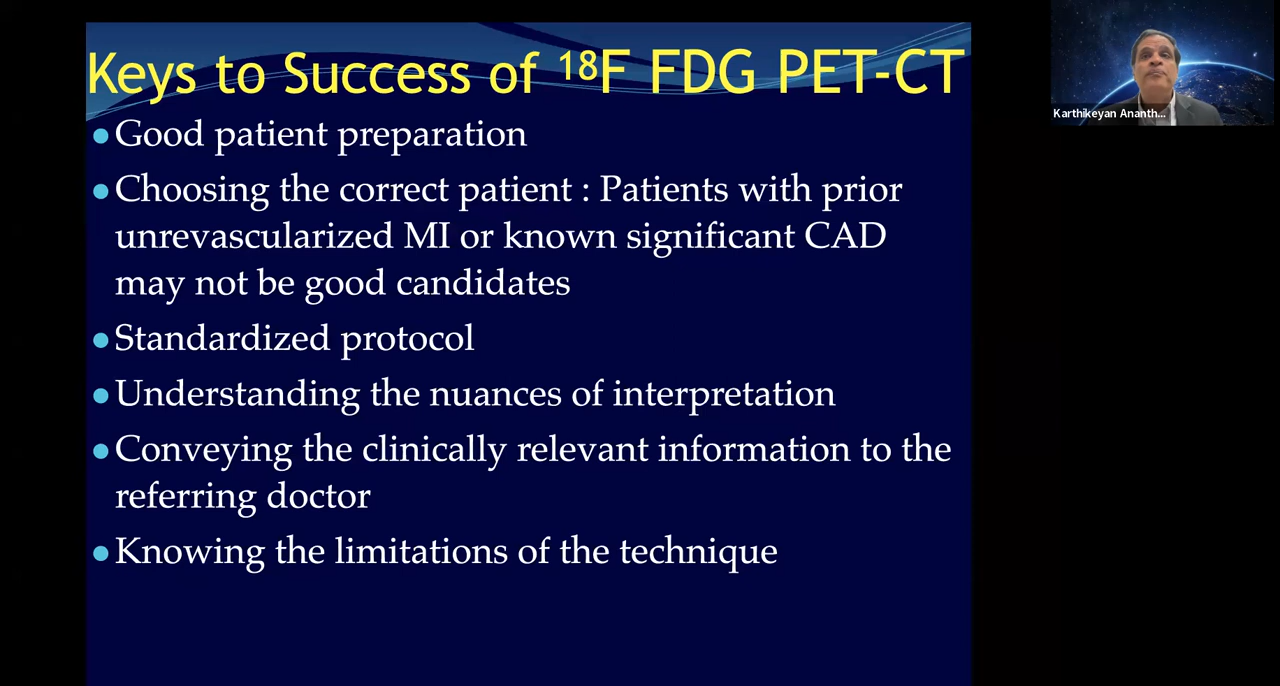 Keys to Success of ¹⁸F FDG PET-CT
● Good patient preparation
● Choosing the correct patient : Patients with prior
unrevascularized MI or known significant CAD
may not be good candidates
● Standardized protocol
● Understanding the nuances of interpretation
● Conveying the clinically relevant information to the
referring doctor
● Knowing the limitations of the technique
Karthikeyan Ananth...